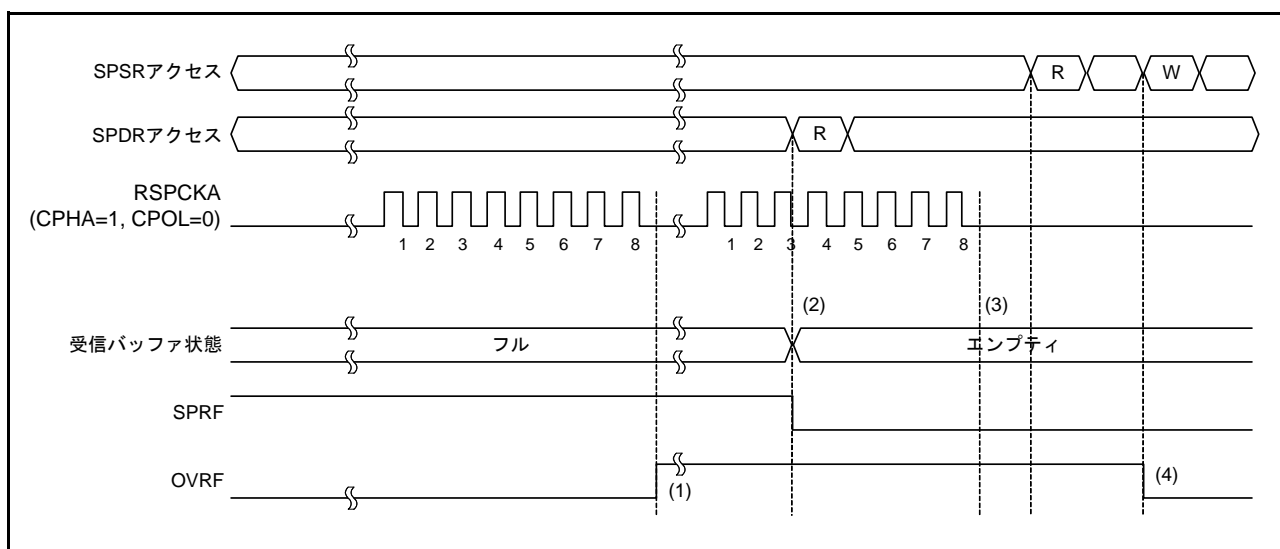 SPSRアクセス
R
W
SPDRアクセス
R
RSPCKA
(CPHA=1, CPOL=0)
1 2 3 4 5 6 7 8
1 2 3 4 5 6 7 8
(2)
(3)
受信バッファ状態
フル
エンプティ
SPRF
OVRF
(1)
(4)